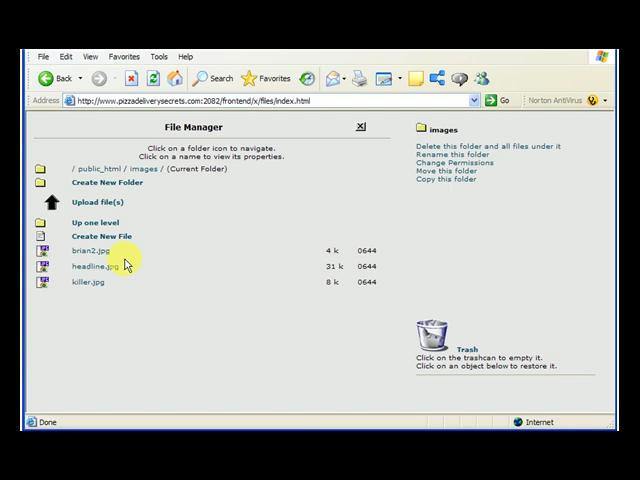 File Edit View Favorites Tools Help
Back Search Favorites
Address http://www.pizzadeliverysecrets.com:2082/frontend/x/files/index.html Go Norton AntiVirus
File Manager
Click on a folder icon to navigate.
Click on a name to view its properties.
/ public_html / images / (Current Folder)
Create New Folder
Upload file(s)
Up one level
Create New File
brian2.jpg 4 k 0644
headline.jpg 31 k 0644
killer.jpg 8 k 0644
images
Delete this folder and all files under it
Rename this folder
Change Permissions
Move this folder
Copy this folder
Trash
Click on the trashcan to empty it.
Click on an object below to restore it.
Done Internet